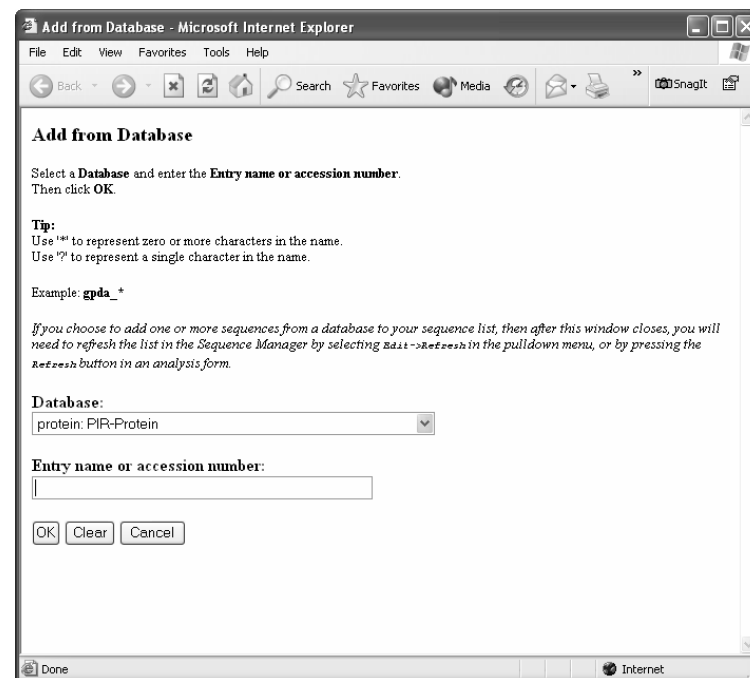 Add from Database - Microsoft Internet Explorer
File Edit View Favorites Tools Help
Back Search Favorites Media » SnagIt
Add from Database
Select a Database and enter the Entry name or accession number.
Then click OK.
Tip:
Use '*' to represent zero or more characters in the name.
Use '?' to represent a single character in the name.
Example: gpda_*
If you choose to add one or more sequences from a database to your sequence list, then after this window closes, you will
need to refresh the list in the Sequence Manager by selecting Edit->Refresh in the pulldown menu, or by pressing the
Refresh button in an analysis form.
Database:
protein: PIR-Protein
Entry name or accession number:
OK Clear Cancel
Done Internet